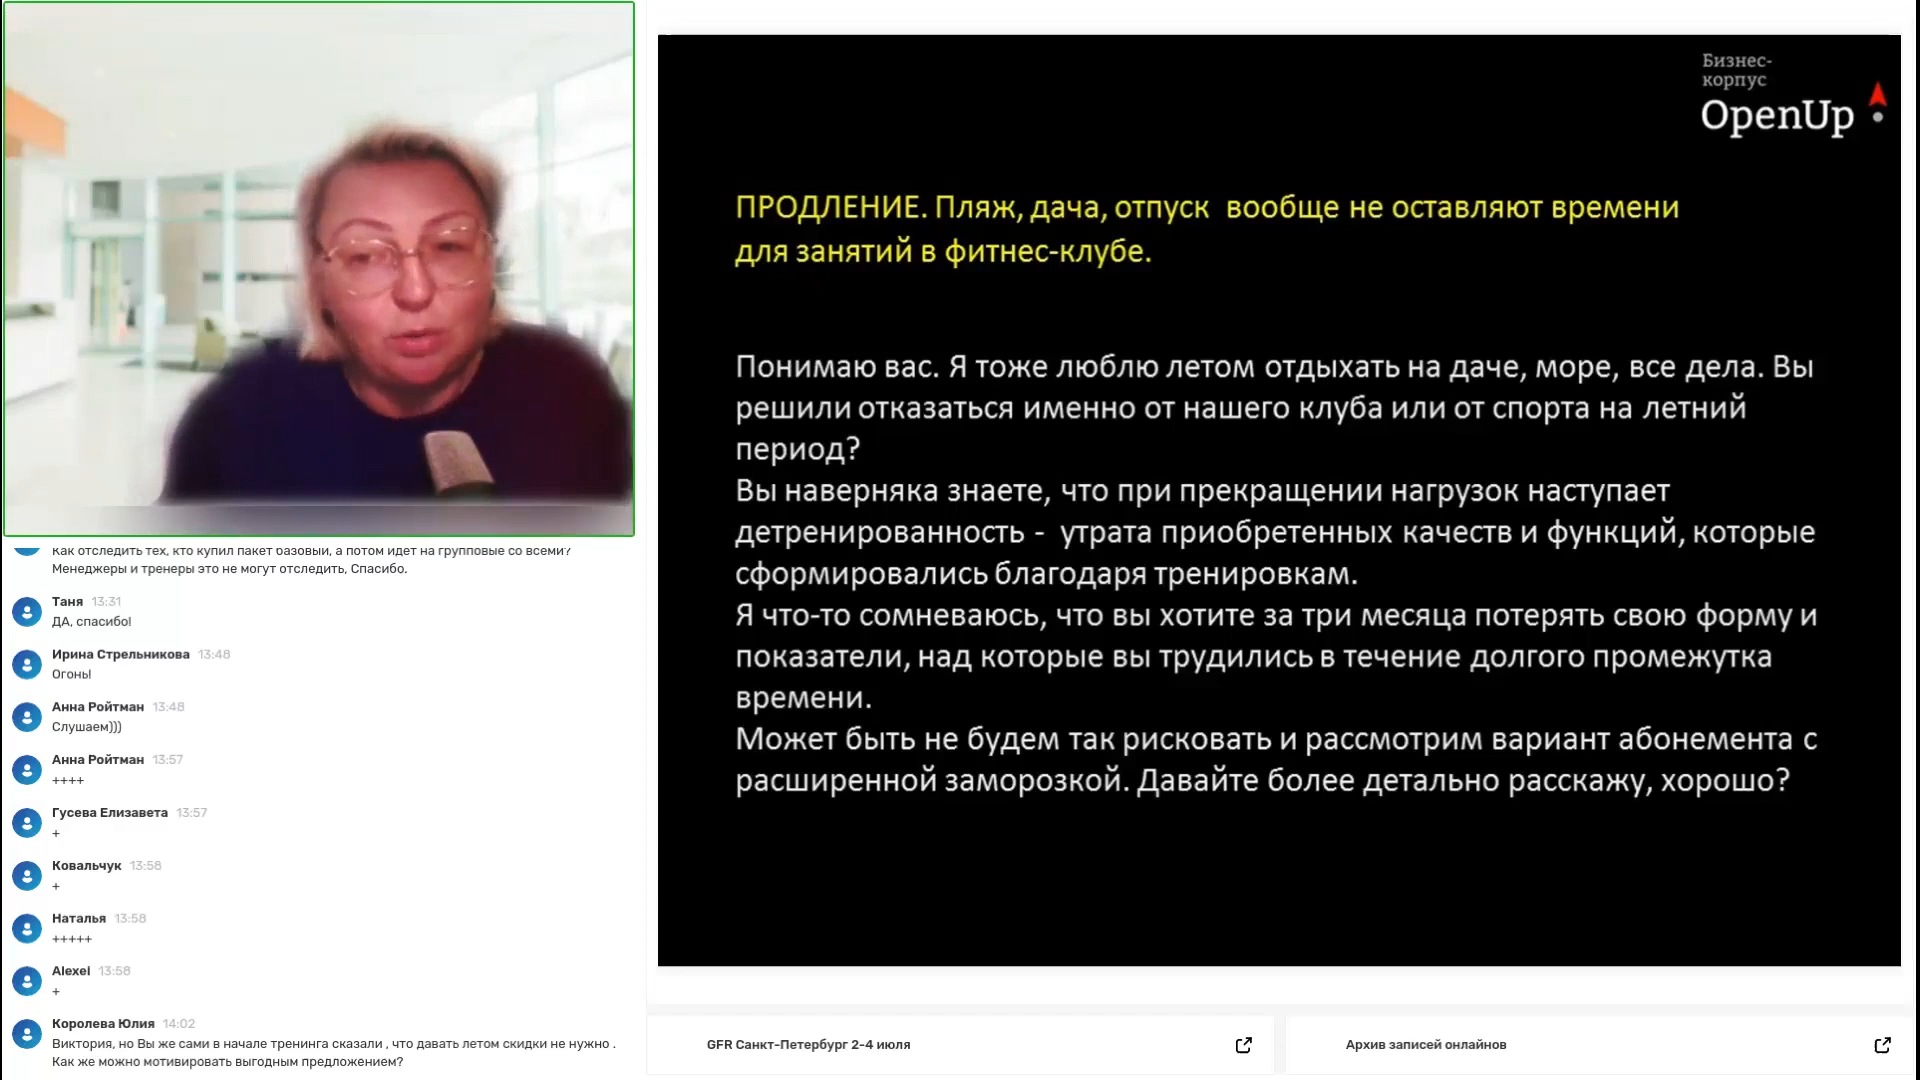 Бизнес-
корпус
OpenUp
ПРОДЛЕНИЕ. Пляж, дача, отпуск вообще не оставляют времени
для занятий в фитнес-клубе.
Понимаю вас. Я тоже люблю летом отдыхать на даче, море, все дела. Вы
решили отказаться именно от нашего клуба или от спорта на летний
период?
Вы наверняка знаете, что при прекращении нагрузок наступает
детренированность - утрата приобретенных качеств и функций, которые
сформировались благодаря тренировкам.
Я что-то сомневаюсь, что вы хотите за три месяца потерять свою форму и
показатели, над которые вы трудились в течение долгого промежутка
времени.
Может быть не будем так рисковать и рассмотрим вариант абонемента с
расширенной заморозкой. Давайте более детально расскажу, хорошо?
Как отследить тех, кто купил пакет базовый, а потом идет на групповые со всеми?
Менеджеры и тренеры это не могут отследить, Спасибо.
Таня 13:31
ДА, спасибо!
Ирина Стрельникова 13:48
Огонь!
Анна Ройтман 13:48
Слушаем)))
Анна Ройтман 13:57
++++
Гусева Елизавета 13:57
+
Ковальчук 13:58
+
Наталья 13:58
+++++
Alexei 13:58
+
Королева Юлия 14:02
Виктория, но Вы же сами в начале тренинга сказали , что давать летом скидки не нужно .
Как же можно мотивировать выгодным предложением?
GFR Санкт-Петербург 2-4 июля
Архив записей онлайнов